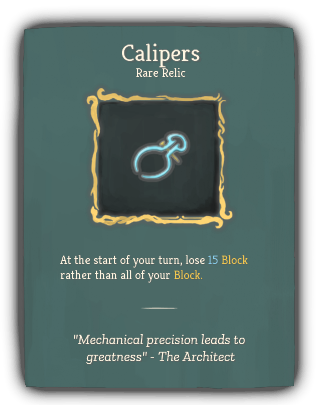 Calipers
Rare Relic
At the start of your turn, lose 15 Block
rather than all of your Block.
"Mechanical precision leads to
greatness" - The Architect